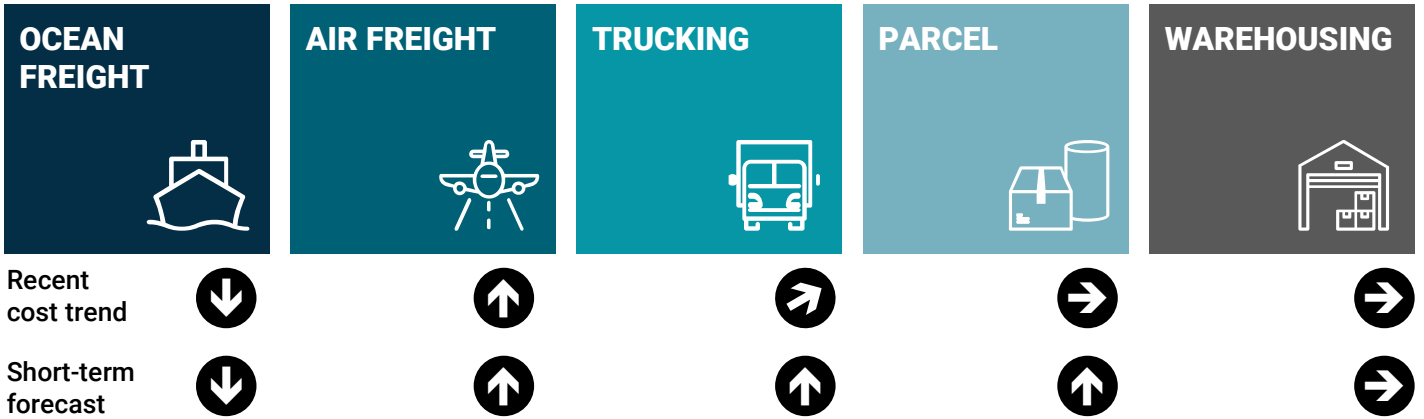 OCEAN
FREIGHT
AIR FREIGHT
TRUCKING
PARCEL
WAREHOUSING
Recent
cost trend
Short-term
forecast